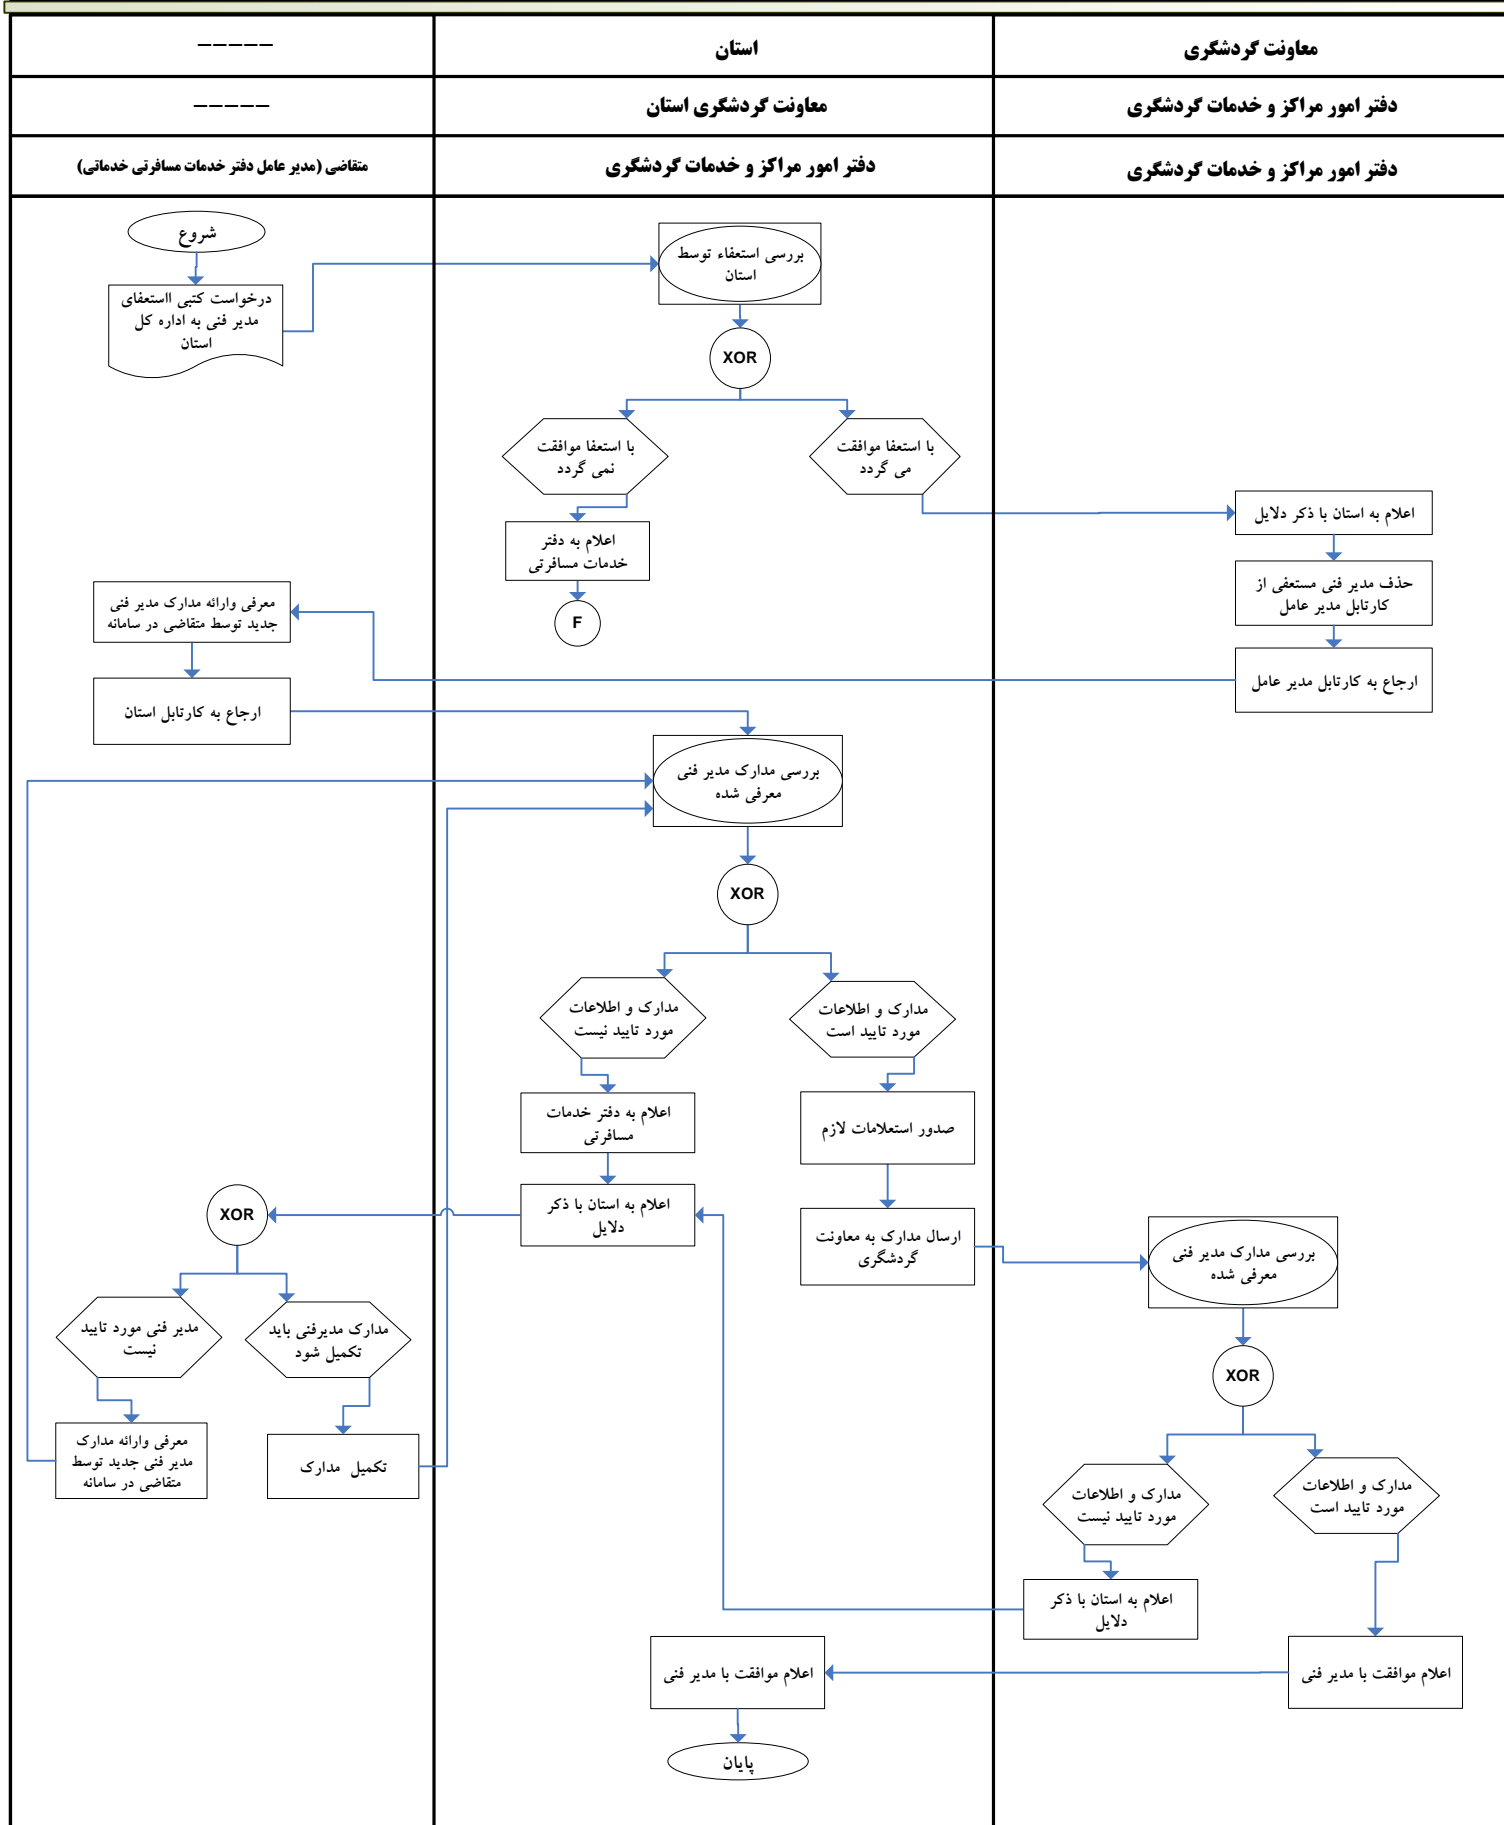 معاونت گردشگری
استان
-----
دفتر امور مراکز و خدمات گردشگری
معاونت گردشگری استان
-----
دفتر امور مراکز و خدمات گردشگری
دفتر امور مراکز و خدمات گردشگری
متقاضی (مدیر عامل دفتر خدمات مسافرتی خدماتی)
شروع
درخواست کتبی ااستعفای
مدیر فنی به اداره کل
استان
بررسی استعفاء توسط
استان
XOR
با استعفا موافقت
می گردد
با استعفا موافقت
نمی گردد
اعلام به دفتر
خدمات مسافرتی
F
اعلام به استان با ذکر دلایل
حذف مدیر فنی مستعفی از
کارتابل مدیر عامل
ارجاع به کارتابل مدیر عامل
معرفی وارائه مدارک مدیر فنی
جدید توسط متقاضی در سامانه
ارجاع به کارتابل استان
بررسی مدارک مدیر فنی
معرفی شده
XOR
مدارک و اطلاعات
مورد تایید است
مدارک و اطلاعات
مورد تایید نیست
صدور استعلامات لازم
اعلام به دفتر خدمات
مسافرتی
ارسال مدارک به معاونت
گردشگری
اعلام به استان با ذکر
دلایل
XOR
مدارک مدیرفنی باید
تکمیل شود
مدیر فنی مورد تایید
نیست
تکمیل مدارک
معرفی وارائه مدارک
مدیر فنی جدید توسط
متقاضی در سامانه
بررسی مدارک مدیر فنی
معرفی شده
XOR
مدارک و اطلاعات
مورد تایید است
مدارک و اطلاعات
مورد تایید نیست
اعلام به استان با ذکر
دلایل
اعلام موافقت با مدیر فنی
اعلام موافقت با مدیر فنی
پایان